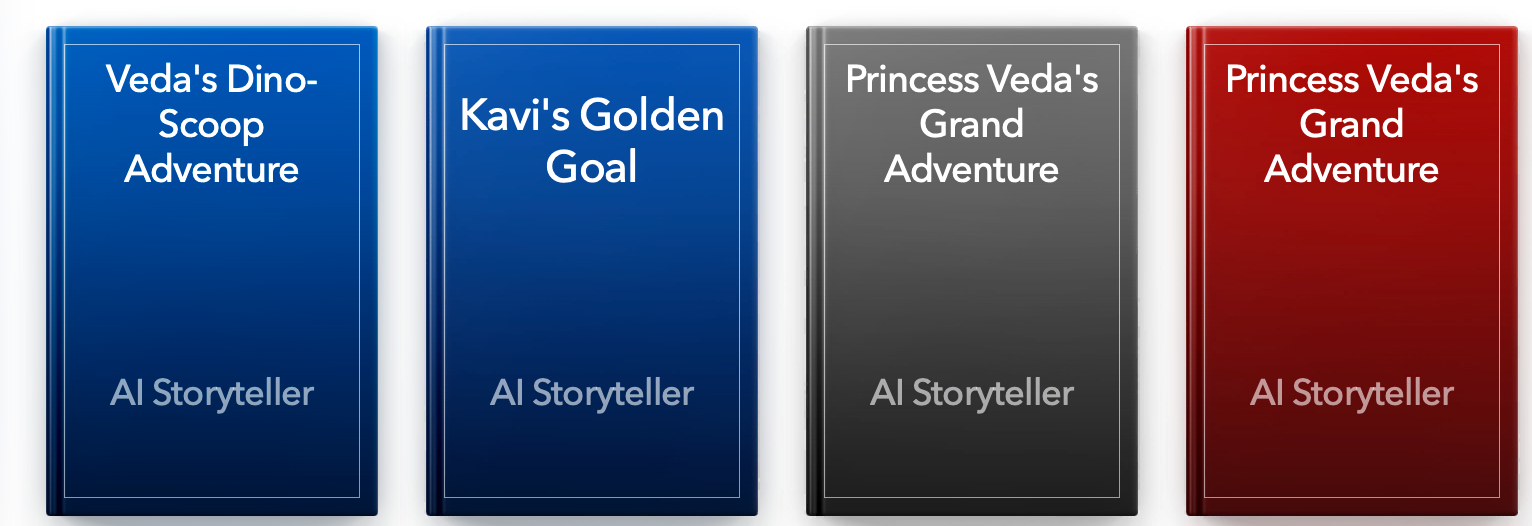 Veda's Dino-
Scoop
Adventure
AI Storyteller
Kavi's Golden
Goal
AI Storyteller
Princess Veda's
Grand
Adventure
AI Storyteller
Princess Veda's
Grand
Adventure
AI Storyteller